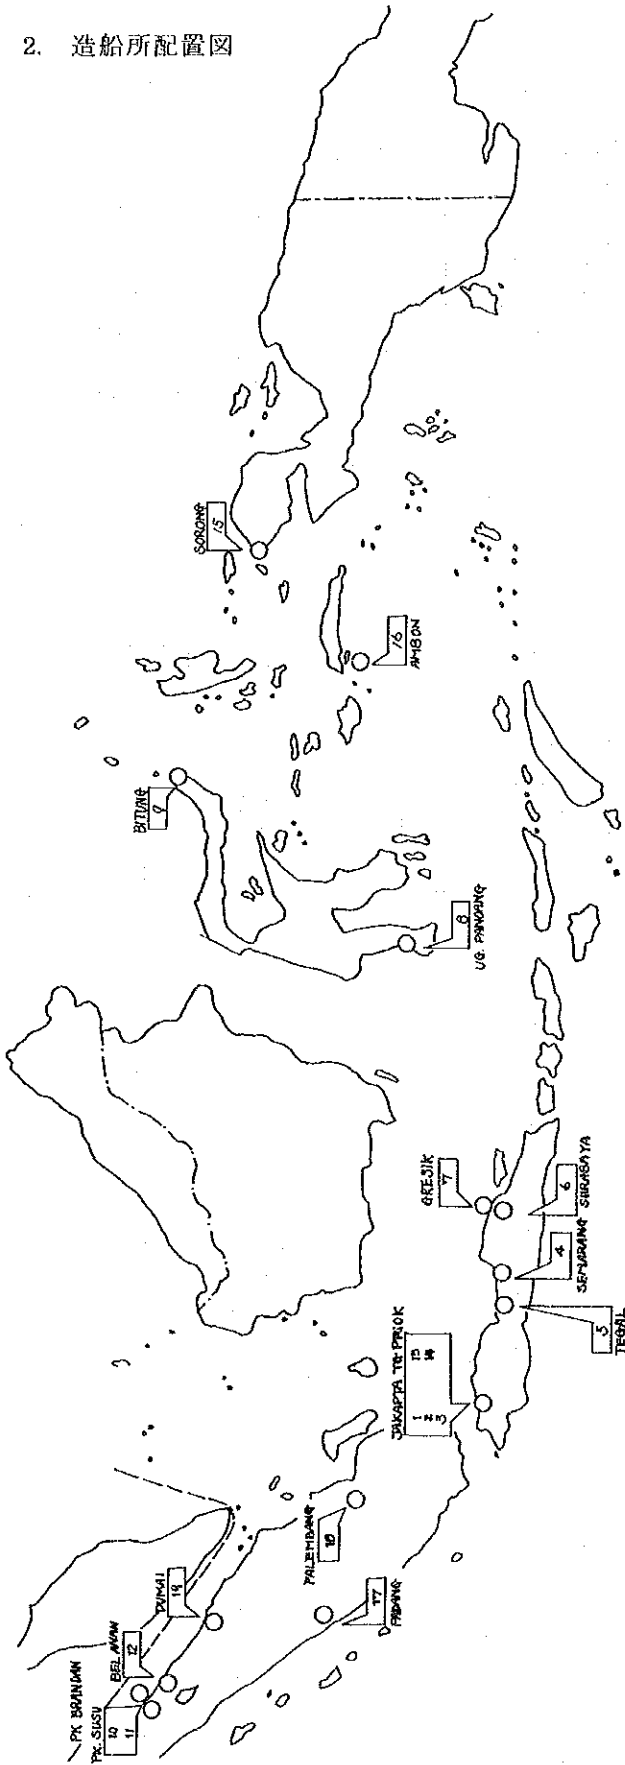 2. 造船所配置図
SORONG
15
16
AMBON
BITUNG
9
8
UG. PANDANG
GRESIK
7
6
SURABAYA
4
SEMARANG
5
TEGAL
JAKARTA TG-PRIOK
1 13
2 14
3
PALEMBANG
18
17
PADANG
DUMAI
19
BELAWAN
12
PK BRANDAN
PK. SUSU
10
11